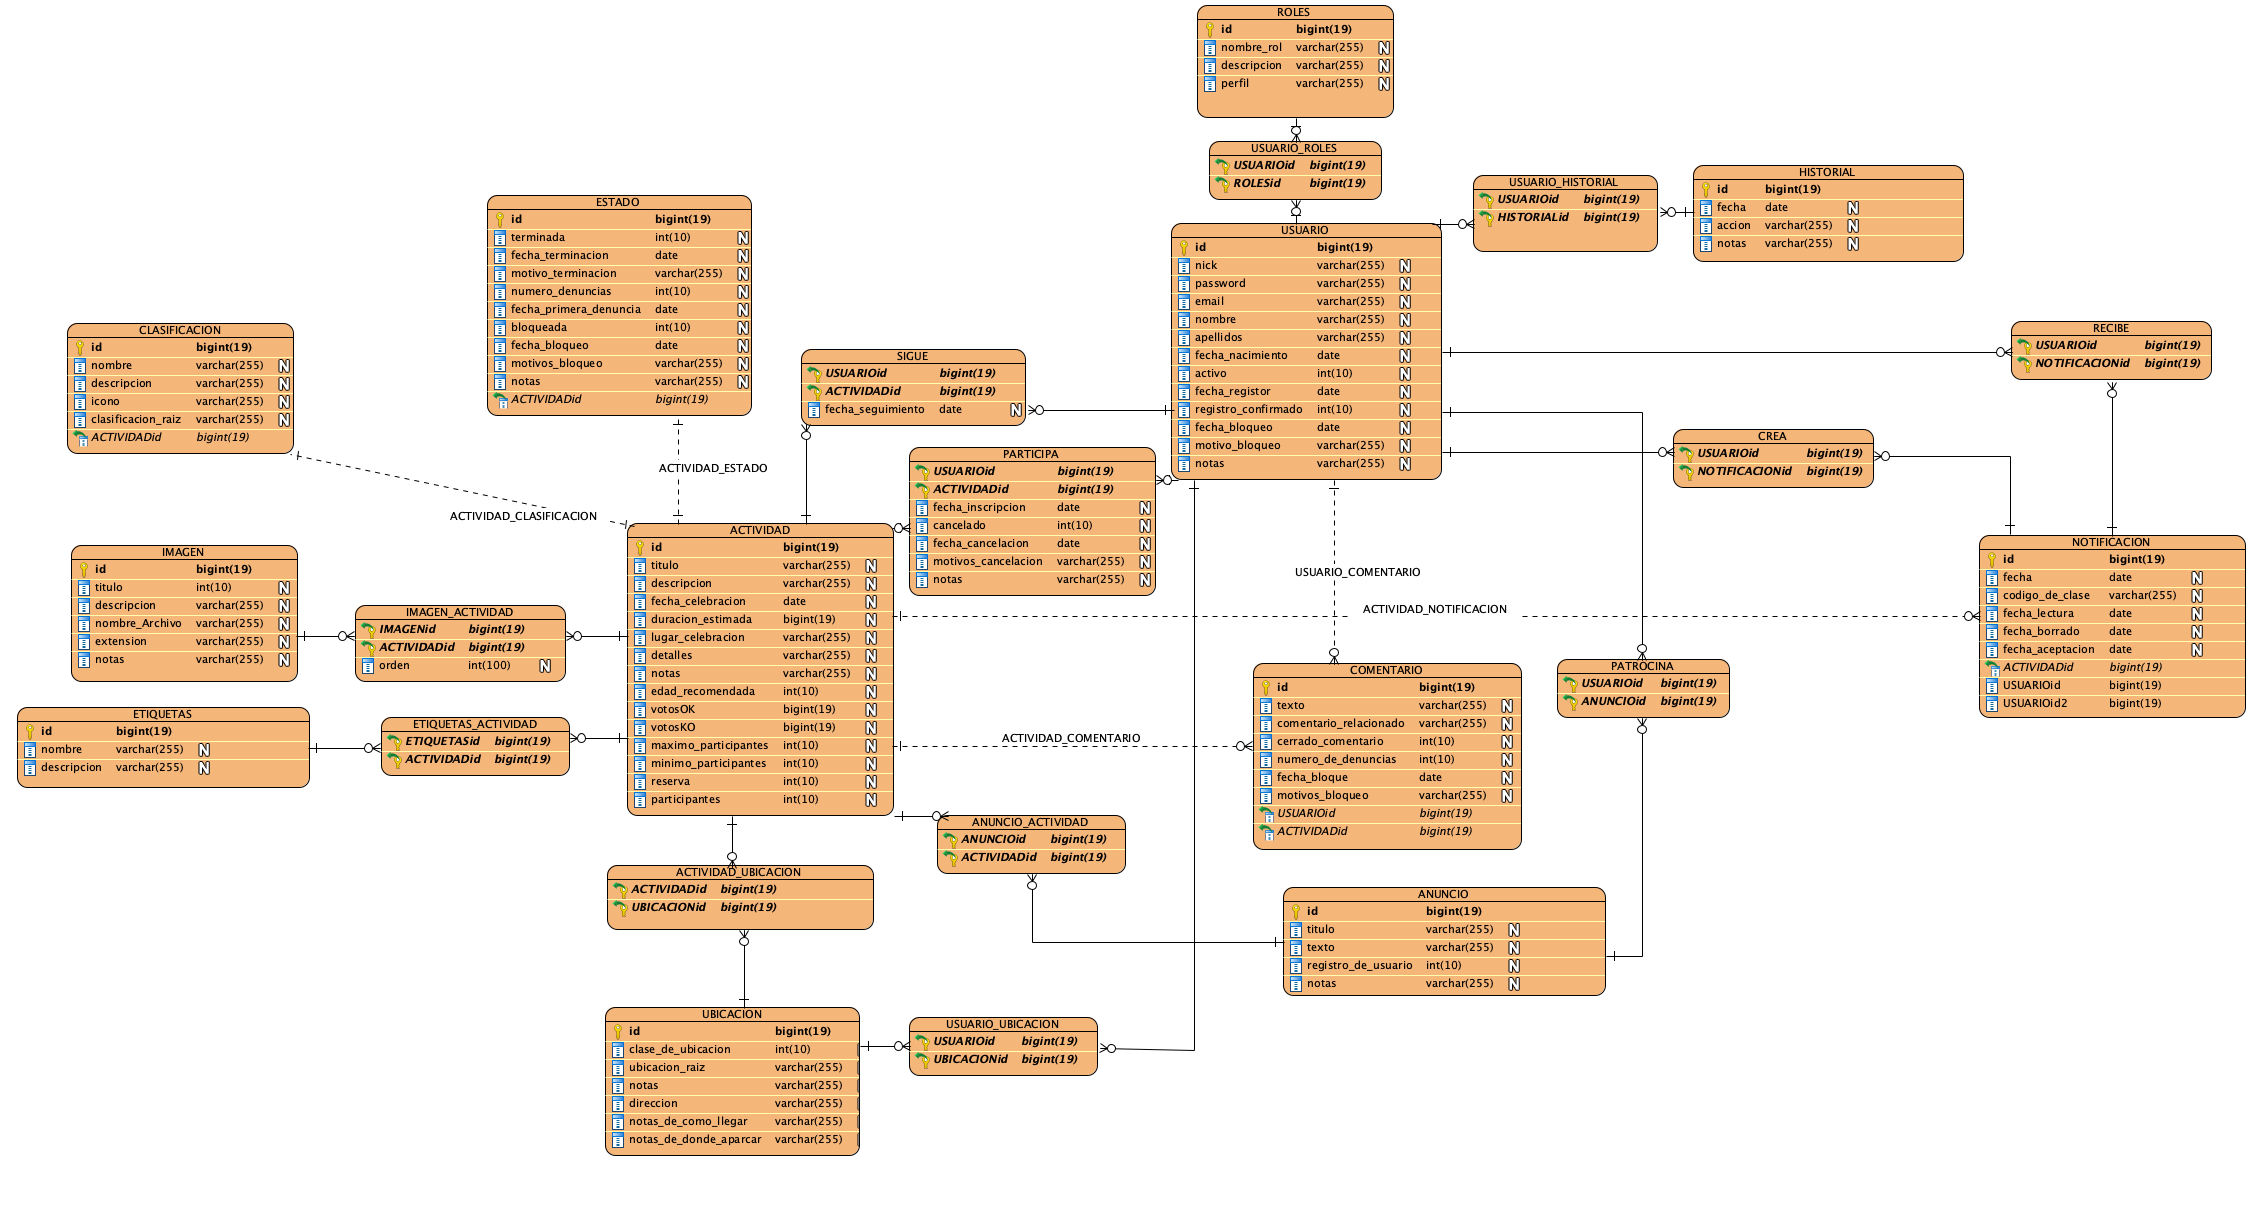 ROLES
id bigint(19)
nombre_rol varchar(255) N
descripcion varchar(255) N
perfil varchar(255) N
USUARIO_ROLES
USUARIOid bigint(19)
ROLESid bigint(19)
USUARIO_HISTORIAL
USUARIOid bigint(19)
HISTORIALid bigint(19)
HISTORIAL
id bigint(19)
fecha date N
accion varchar(255) N
notas varchar(255) N
ESTADO
id bigint(19)
terminada int(10) N
fecha_terminacion date N
motivo_terminacion varchar(255) N
numero_denuncias int(10) N
fecha_primera_denuncia date N
bloqueada int(10) N
fecha_bloqueo date N
motivos_bloqueo varchar(255) N
notas varchar(255) N
ACTIVIDADid bigint(19)
USUARIO
id bigint(19)
nick varchar(255) N
password varchar(255) N
email varchar(255) N
nombre varchar(255) N
apellidos varchar(255) N
fecha_nacimiento date N
activo int(10) N
fecha_registor date N
registro_confirmado int(10) N
fecha_bloqueo date N
motivo_bloqueo varchar(255) N
notas varchar(255) N
CLASIFICACION
id bigint(19)
nombre varchar(255) N
descripcion varchar(255) N
icono varchar(255) N
clasificacion_raiz varchar(255) N
ACTIVIDADid bigint(19)
SIGUE
USUARIOid bigint(19)
ACTIVIDADid bigint(19)
fecha_seguimiento date N
RECIBE
USUARIOid bigint(19)
NOTIFICACIONid bigint(19)
CREA
USUARIOid bigint(19)
NOTIFICACIONid bigint(19)
PARTICIPA
USUARIOid bigint(19)
ACTIVIDADid bigint(19)
fecha_inscripcion date N
cancelado int(10) N
fecha_cancelacion date N
motivos_cancelacion varchar(255) N
notas varchar(255) N
ACTIVIDAD_ESTADO
ACTIVIDAD_CLASIFICACION
USUARIO_COMENTARIO
ACTIVIDAD_NOTIFICACION
ACTIVIDAD_COMENTARIO
ACTIVIDAD
id bigint(19)
titulo varchar(255) N
descripcion varchar(255) N
fecha_celebracion date N
duracion_estimada bigint(19) N
lugar_celebracion varchar(255) N
detalles varchar(255) N
notas varchar(255) N
edad_recomendada int(10) N
votosOK bigint(19) N
votosKO bigint(19) N
maximo_participantes int(10) N
minimo_participantes int(10) N
reserva int(10) N
participantes int(10) N
NOTIFICACION
id bigint(19)
fecha date N
codigo_de_clase varchar(255) N
fecha_lectura date N
fecha_borrado date N
fecha_aceptacion date N
ACTIVIDADid bigint(19)
USUARIOid bigint(19)
USUARIOid2 bigint(19)
IMAGEN
id bigint(19)
titulo int(10) N
descripcion varchar(255) N
nombre_Archivo varchar(255) N
extension varchar(255) N
notas varchar(255) N
IMAGEN_ACTIVIDAD
IMAGENid bigint(19)
ACTIVIDADid bigint(19)
orden int(100) N
COMENTARIO
id bigint(19)
texto varchar(255) N
comentario_relacionado varchar(255) N
cerrado_comentario int(10) N
numero_de_denuncias int(10) N
fecha_bloque date N
motivos_bloqueo varchar(255) N
USUARIOid bigint(19)
ACTIVIDADid bigint(19)
PATROCINA
USUARIOid bigint(19)
ANUNCIOid bigint(19)
ETIQUETAS
id bigint(19)
nombre varchar(255) N
descripcion varchar(255) N
ETIQUETAS_ACTIVIDAD
ETIQUETASid bigint(19)
ACTIVIDADid bigint(19)
ANUNCIO_ACTIVIDAD
ANUNCIOid bigint(19)
ACTIVIDADid bigint(19)
ACTIVIDAD_UBICACION
ACTIVIDADid bigint(19)
UBICACIONid bigint(19)
ANUNCIO
id bigint(19)
titulo varchar(255) N
texto varchar(255) N
registro_de_usuario int(10) N
notas varchar(255) N
UBICACION
id bigint(19)
clase_de_ubicacion int(10)
ubicacion_raiz varchar(255)
notas varchar(255)
direccion varchar(255)
notas_de_como_llegar varchar(255)
notas_de_donde_aparcar varchar(255)
USUARIO_UBICACION
USUARIOid bigint(19)
UBICACIONid bigint(19)